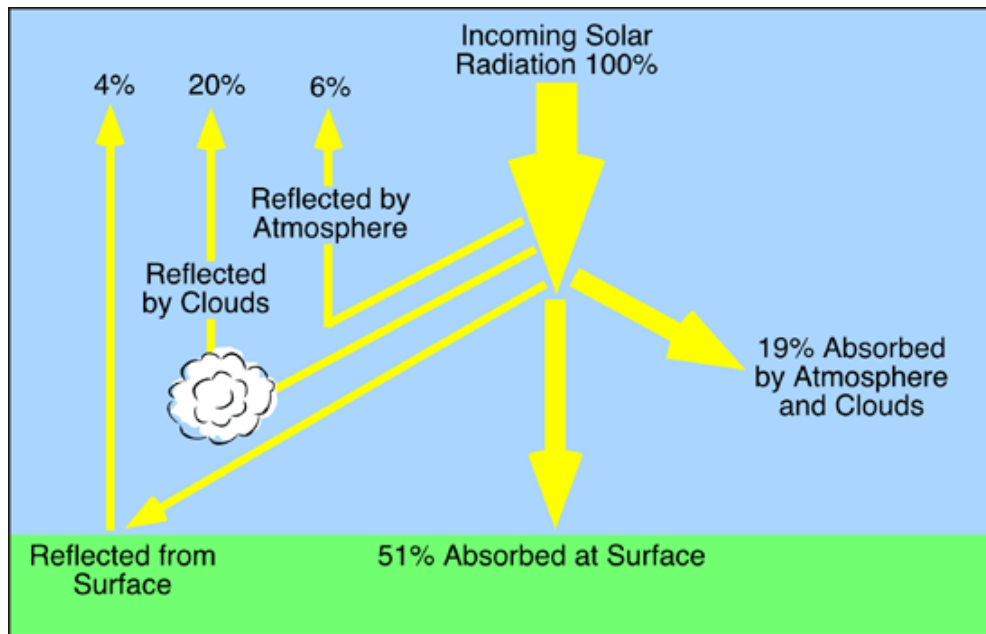 Incoming Solar
Radiation 100%
4%
20%
6%
Reflected by
Atmosphere
Reflected
by Clouds
19% Absorbed
by Atmosphere
and Clouds
Reflected from
Surface
51% Absorbed at Surface